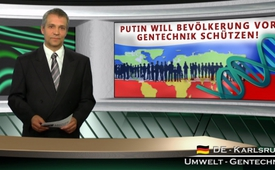 PUTIN WILL BEVÖLKERUNG VOR
GENTECHNIK SCHÜTZEN!
DE - KARLSRU
UMWELT - GENTECHN